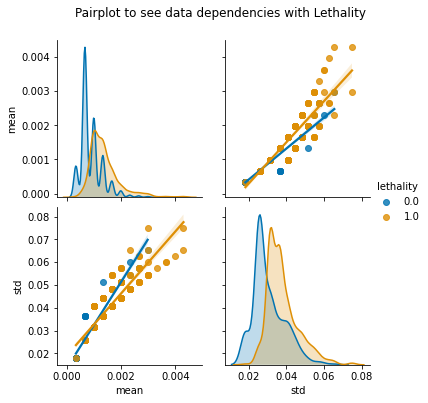 Pairplot to see data dependencies with Lethality
0.004
0.003
0.002
0.001
0.000
mean
lethality
0.0
1.0
0.08
0.07
0.06
0.05
0.04
0.03
0.02
std
0.000 0.002 0.004
mean
0.02 0.04 0.06 0.08
std